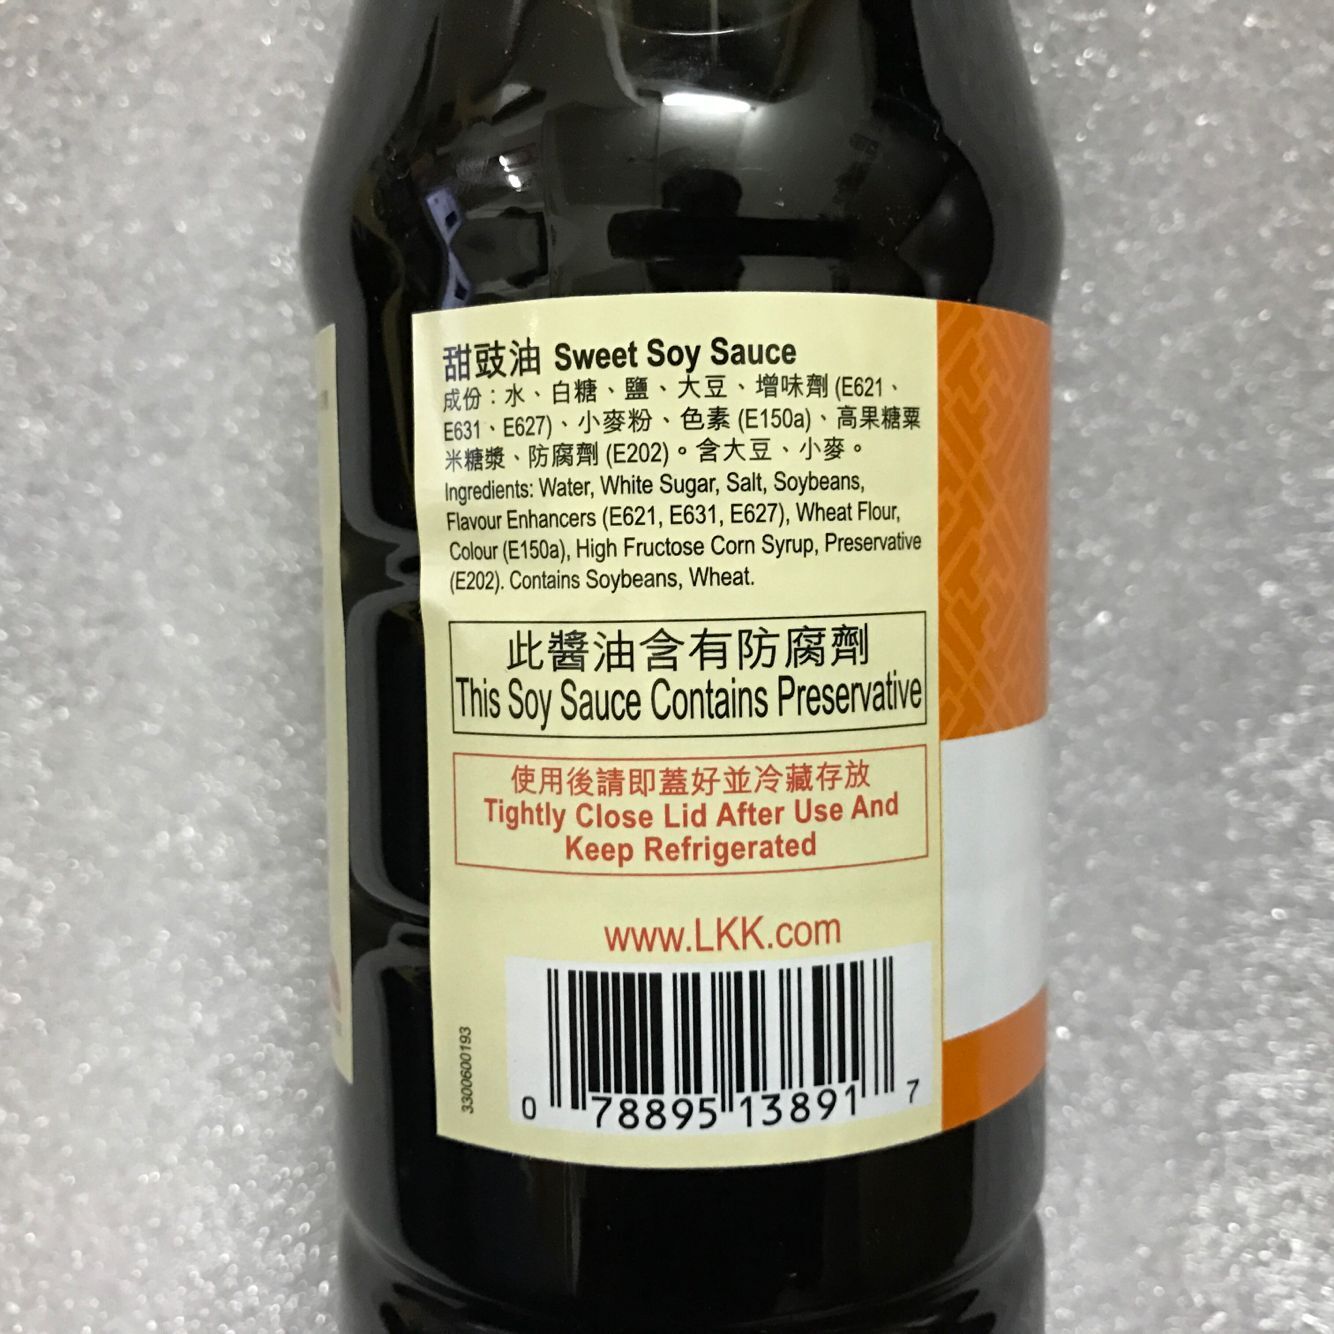 甜豉油 Sweet Soy Sauce
成份：水、白糖、鹽、大豆、增味劑 (E621、
E631、E627)、小麥粉、色素 (E150a)、高果糖粟
米糖漿、防腐劑 (E202)。含大豆、小麥。
Ingredients: Water, White Sugar, Salt, Soybeans,
Flavour Enhancers (E621, E631, E627), Wheat Flour,
Colour (E150a), High Fructose Corn Syrup, Preservative
(E202). Contains Soybeans, Wheat.
此醬油含有防腐劑
This Soy Sauce Contains Preservative
使用後請即蓋好並冷藏存放
Tightly Close Lid After Use And
Keep Refrigerated
www.LKK.com
3300600193
0 78895 13891 7